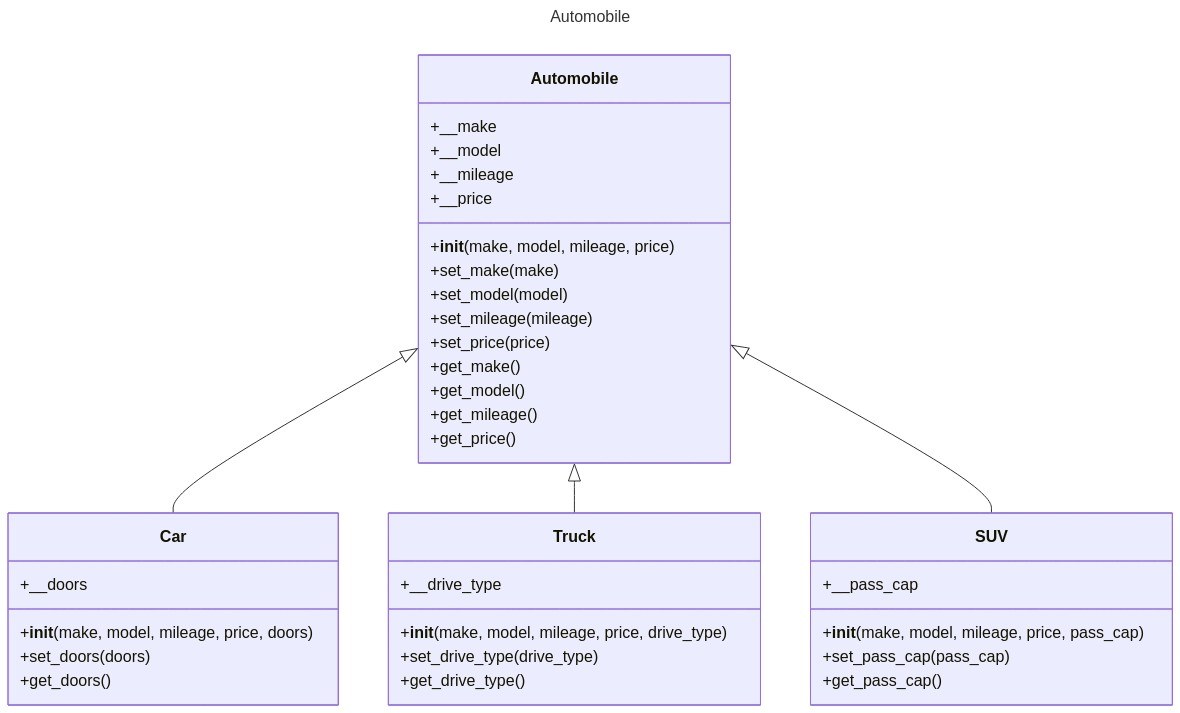 Automobile
Automobile
+__make
+__model
+__mileage
+__price
+init(make, model, mileage, price)
+set_make(make)
+set_model(model)
+set_mileage(mileage)
+set_price(price)
+get_make()
+get_model()
+get_mileage()
+get_price()
Car
+__doors
+init(make, model, mileage, price, doors)
+set_doors(doors)
+get_doors()
Truck
+__drive_type
+init(make, model, mileage, price, drive_type)
+set_drive_type(drive_type)
+get_drive_type()
SUV
+__pass_cap
+init(make, model, mileage, price, pass_cap)
+set_pass_cap(pass_cap)
+get_pass_cap()